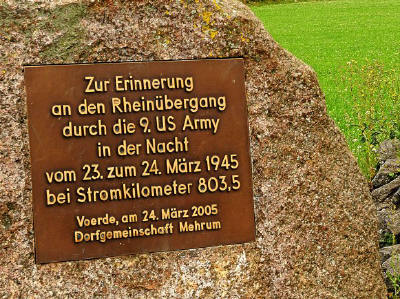 Zur Erinnerung
an den Rheinübergang
durch die 9. US Army
in der Nacht
vom 23. zum 24. März 1945
bei Stromkilometer 803,5
Voerde, am 24. März 2005
Dorfgemeinschaft Mehrum